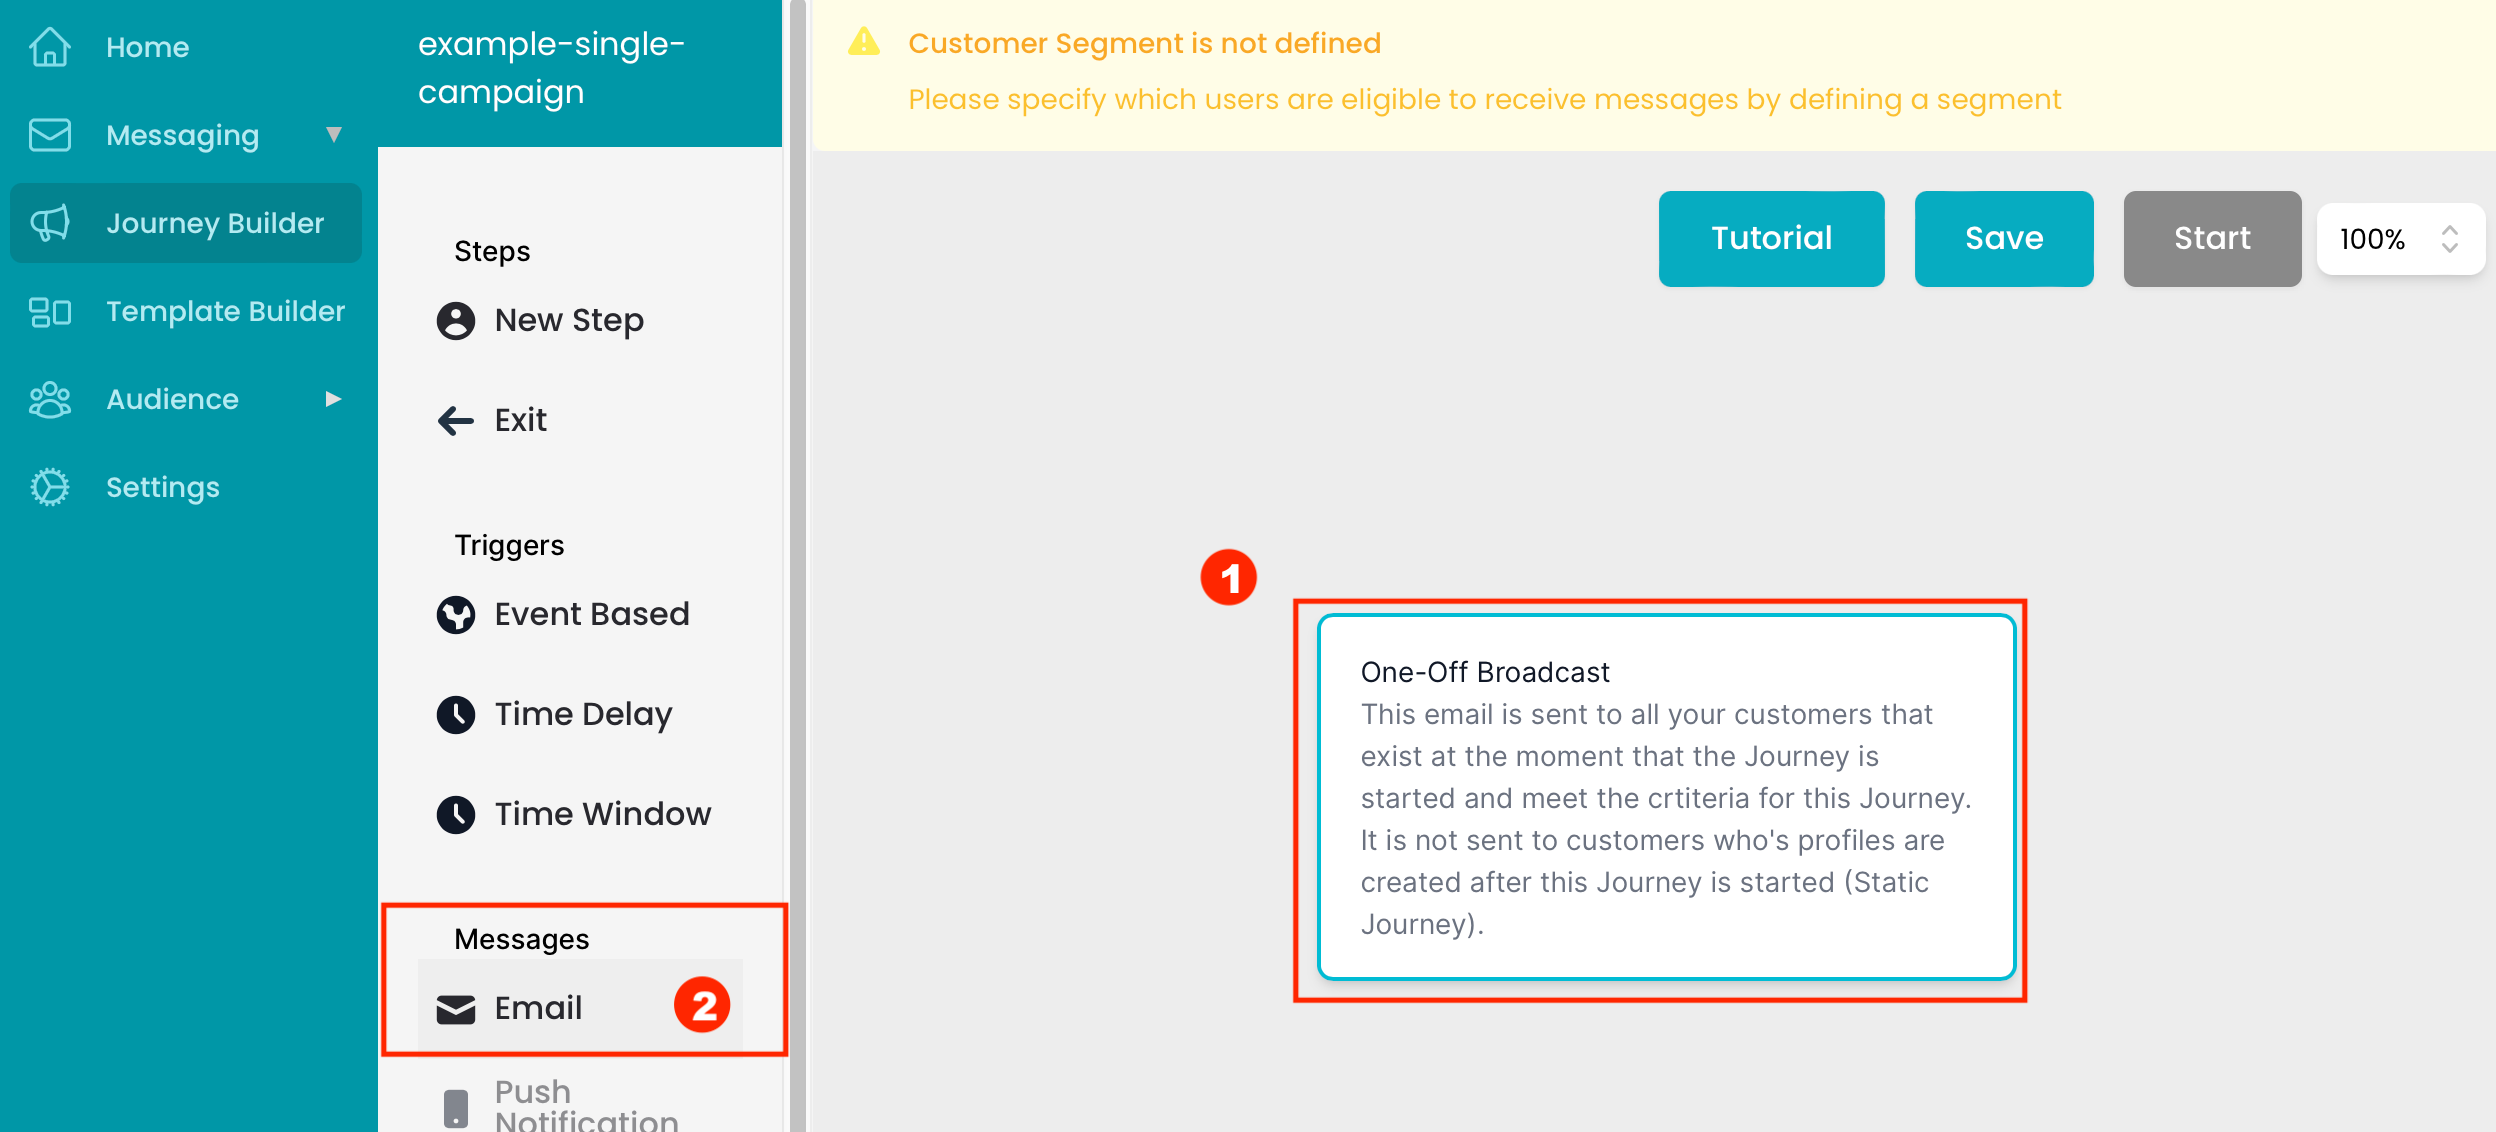 Home
Messaging
Journey Builder
Template Builder
Audience
Settings
example-single-
campaign
Steps
New Step
Exit
Triggers
Event Based
Time Delay
Time Window
Messages
Email
2
Push
Notification
Customer Segment is not defined
Please specify which users are eligible to receive messages by defining a segment
Tutorial
Save
Start
100%
1
One-Off Broadcast
This email is sent to all your customers that
exist at the moment that the Journey is
started and meet the crtiteria for this Journey.
It is not sent to customers who's profiles are
created after this Journey is started (Static
Journey).